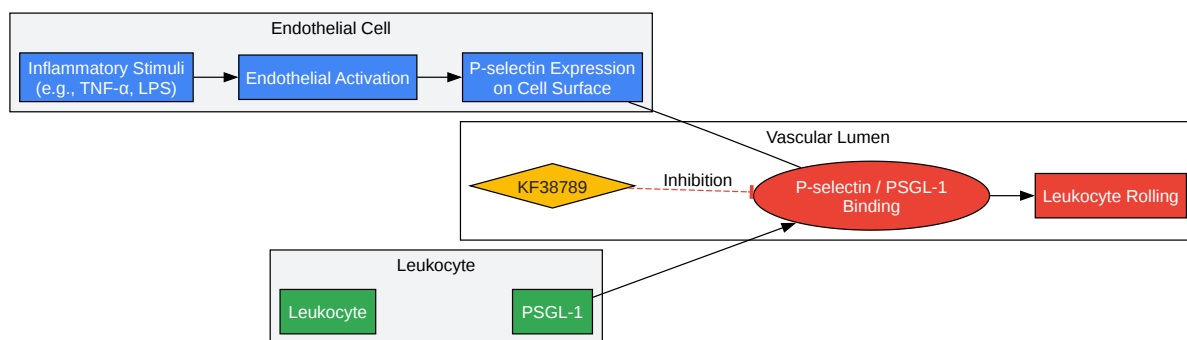 Endothelial Cell
Inflammatory Stimuli
(e.g., TNF-α, LPS)
Endothelial Activation
P-selectin Expression
on Cell Surface
Vascular Lumen
KF38789
Inhibition
P-selectin / PSGL-1
Binding
Leukocyte Rolling
Leukocyte
Leukocyte
PSGL-1